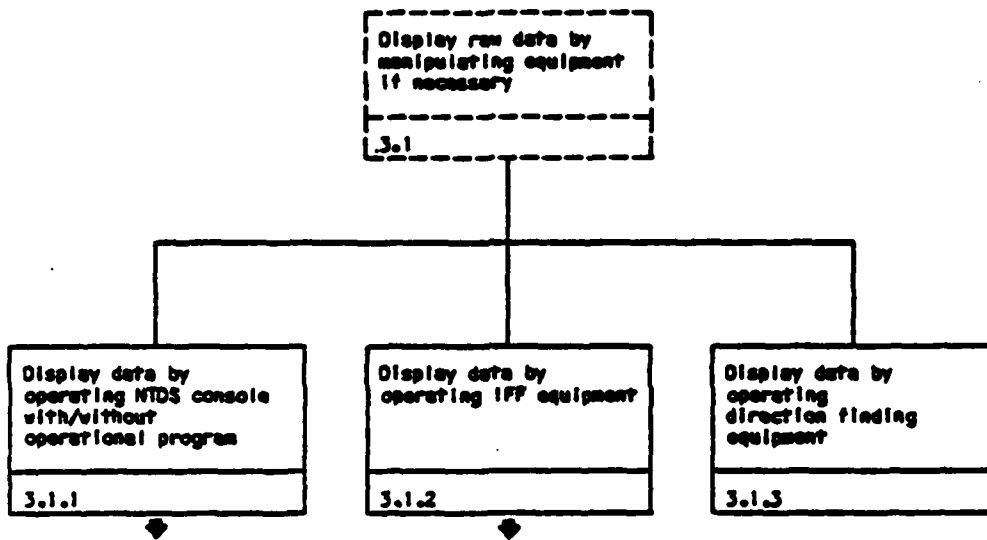 Display raw data by
manipulating equipment
if necessary
3.1
Display data by
operating NTDS console
with/without
operational program
3.1.1
Display data by
operating IFF equipment
3.1.2
Display data by
operating
direction finding
equipment
3.1.3